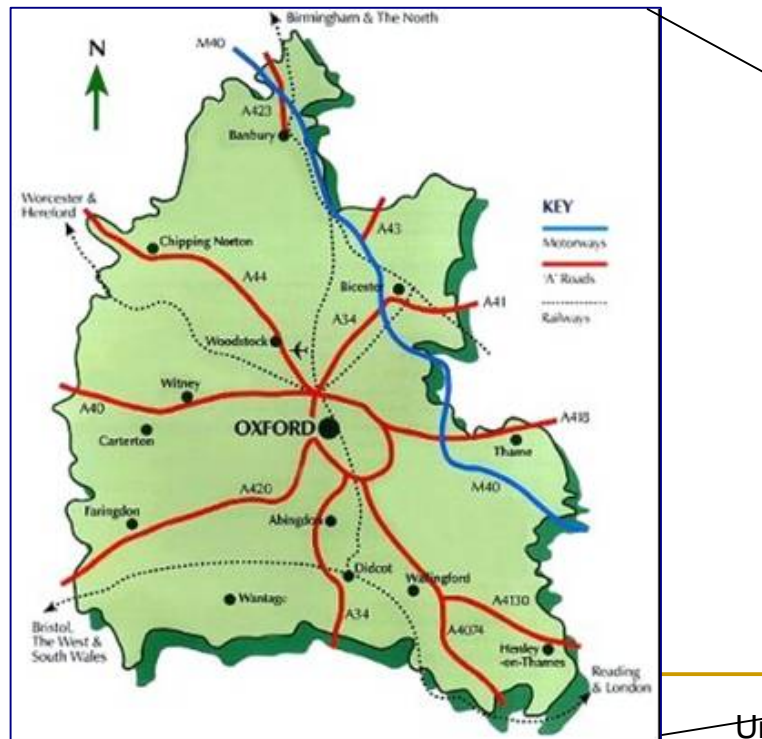 Birmingham & The North
M40
N
A423
Banbury
Worcester &
Hereford
KEY
Motorways
'A' Roads
Railways
A43
Chipping Norton
A44
Bicester
A41
A34
Woodstock
Witney
A40
OXFORD
A418
Carterton
Thame
M40
A420
Faringdon
Abingdon
Didcot
Wallingford
Wantage
A34
A4130
A4074
Henley
-on-Thames
Bristol,
The West &
South Wales
Reading
& London